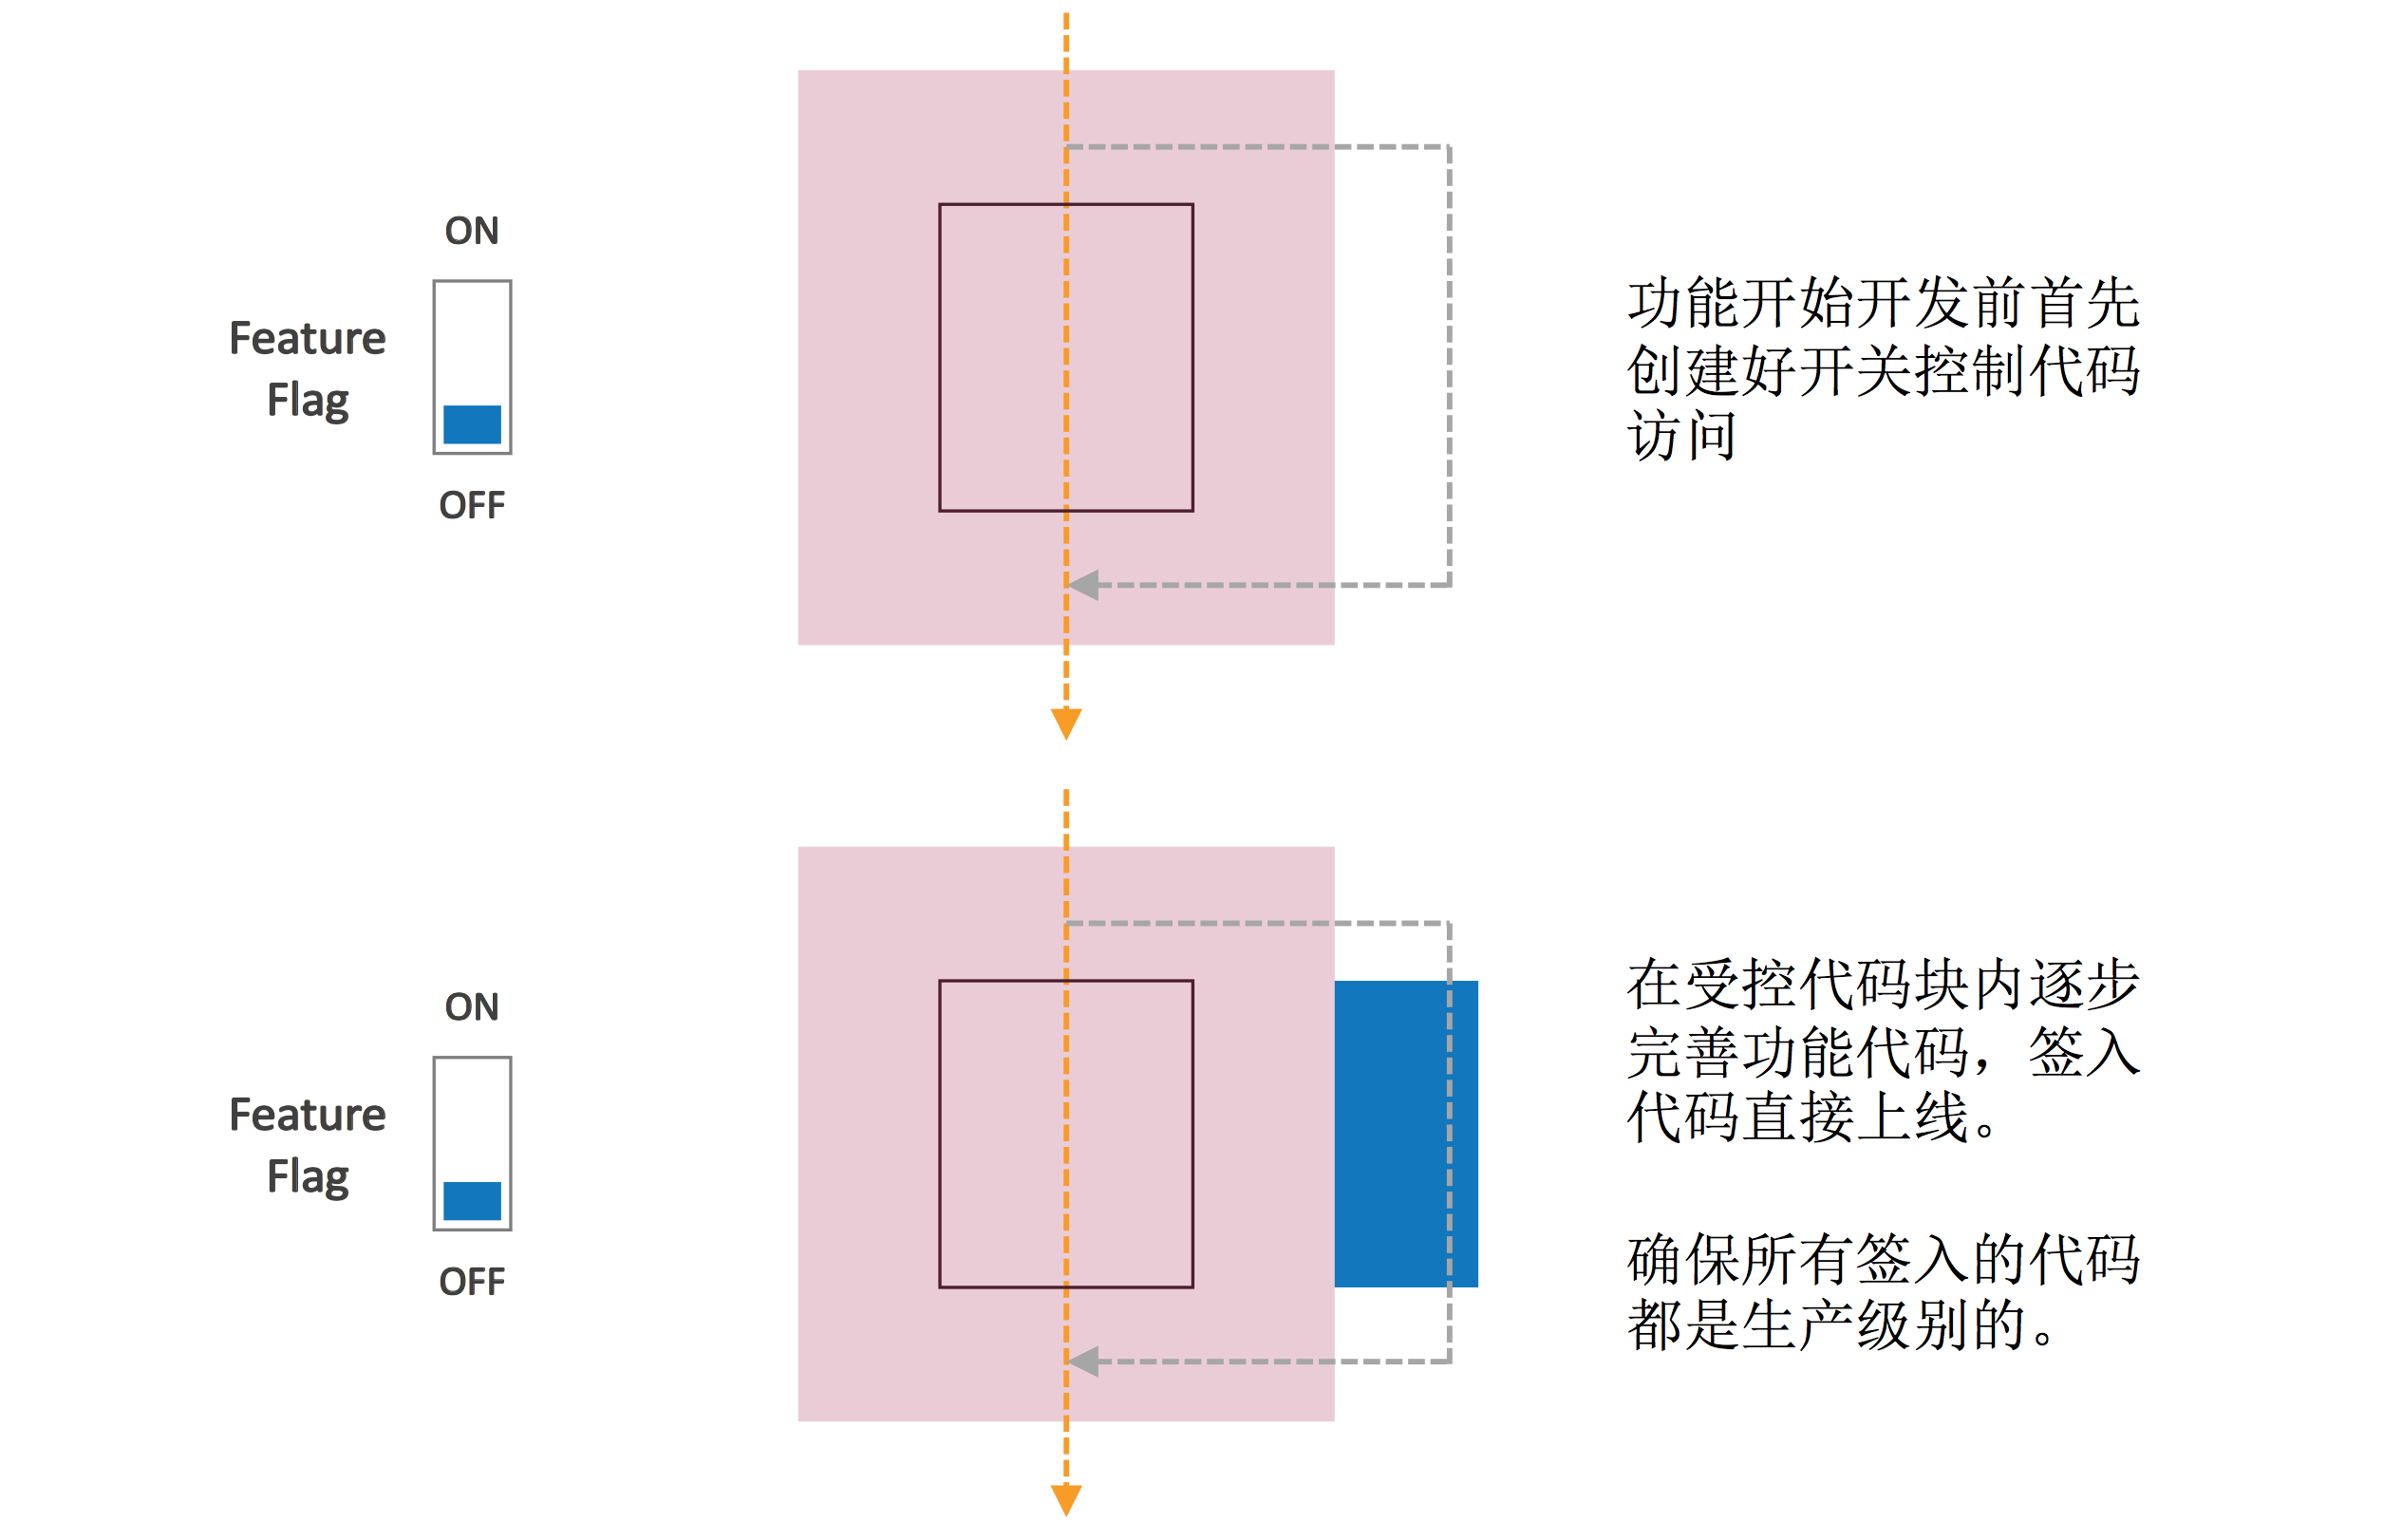 ON
Feature
Flag
OFF
功能开始开发前首先
创建好开关控制代码
访问
ON
Feature
Flag
OFF
在受控代码块内逐步
完善功能代码，签入
代码直接上线。
确保所有签入的代码
都是生产级别的。